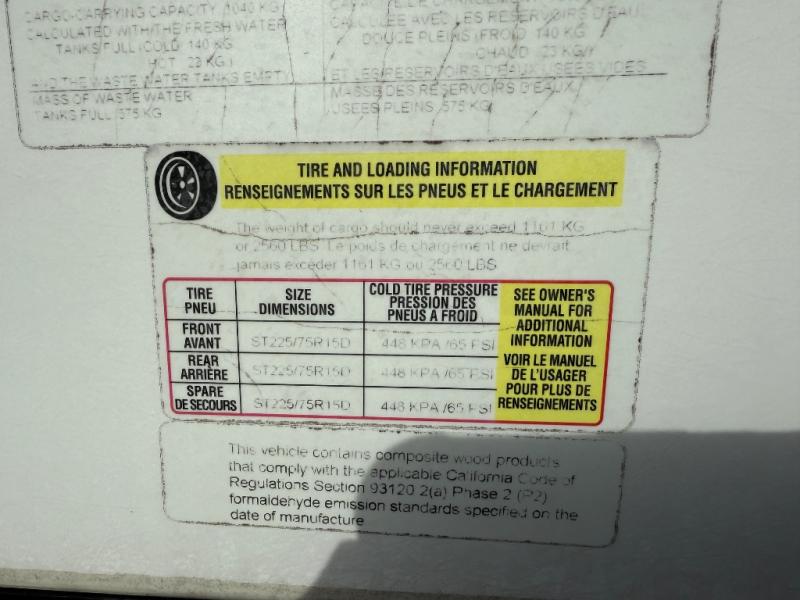 CARGO-CARRYING CAPACITY 1040 KG
CALCULATED WITH THE FRESH WATER
TANKS FULL (COLD 140 KG
HOT 23 KG)
AND THE WASTE WATER TANKS EMPTY
MASS OF WASTE WATER
TANKS FULL 575 KG
CALCULEE AVEC LES RESERVOIRS D'EAU
DOUCE PLEINS (FROID 140 KG
CHAUD 23 KG)
ET LES RESERVOIRS D'EAUX USEES VIDES
MASSE DES RESERVOIRS D'EAUX
USEES PLEINS 575 KG
TIRE AND LOADING INFORMATION
RENSEIGNEMENTS SUR LES PNEUS ET LE CHARGEMENT
The weight of cargo should never exceed 1161 KG
or 2560 LBS. Le poids de chargement ne devrait
jamais excéder 1161 KG ou 2560 LBS
TIRE PNEU
SIZE DIMENSIONS
COLD TIRE PRESSURE
PRESSION DES
PNEUS A FROID
FRONT AVANT
ST225/75R15D
448 KPA /65 PSI
REAR ARRIÈRE
ST225/75R15D
448 KPA /65 PSI
SPARE DE SECOURS
ST225/75R15D
448 KPA /65 PSI
SEE OWNER'S
MANUAL FOR
ADDITIONAL
INFORMATION
VOIR LE MANUEL
DE L'USAGER
POUR PLUS DE
RENSEIGNEMENTS
This vehicle contains composite wood products
that comply with the applicable California Code of
Regulations Section 93120 2(a) Phase 2 (P2)
formaldehyde emission standards specified on the
date of manufacture